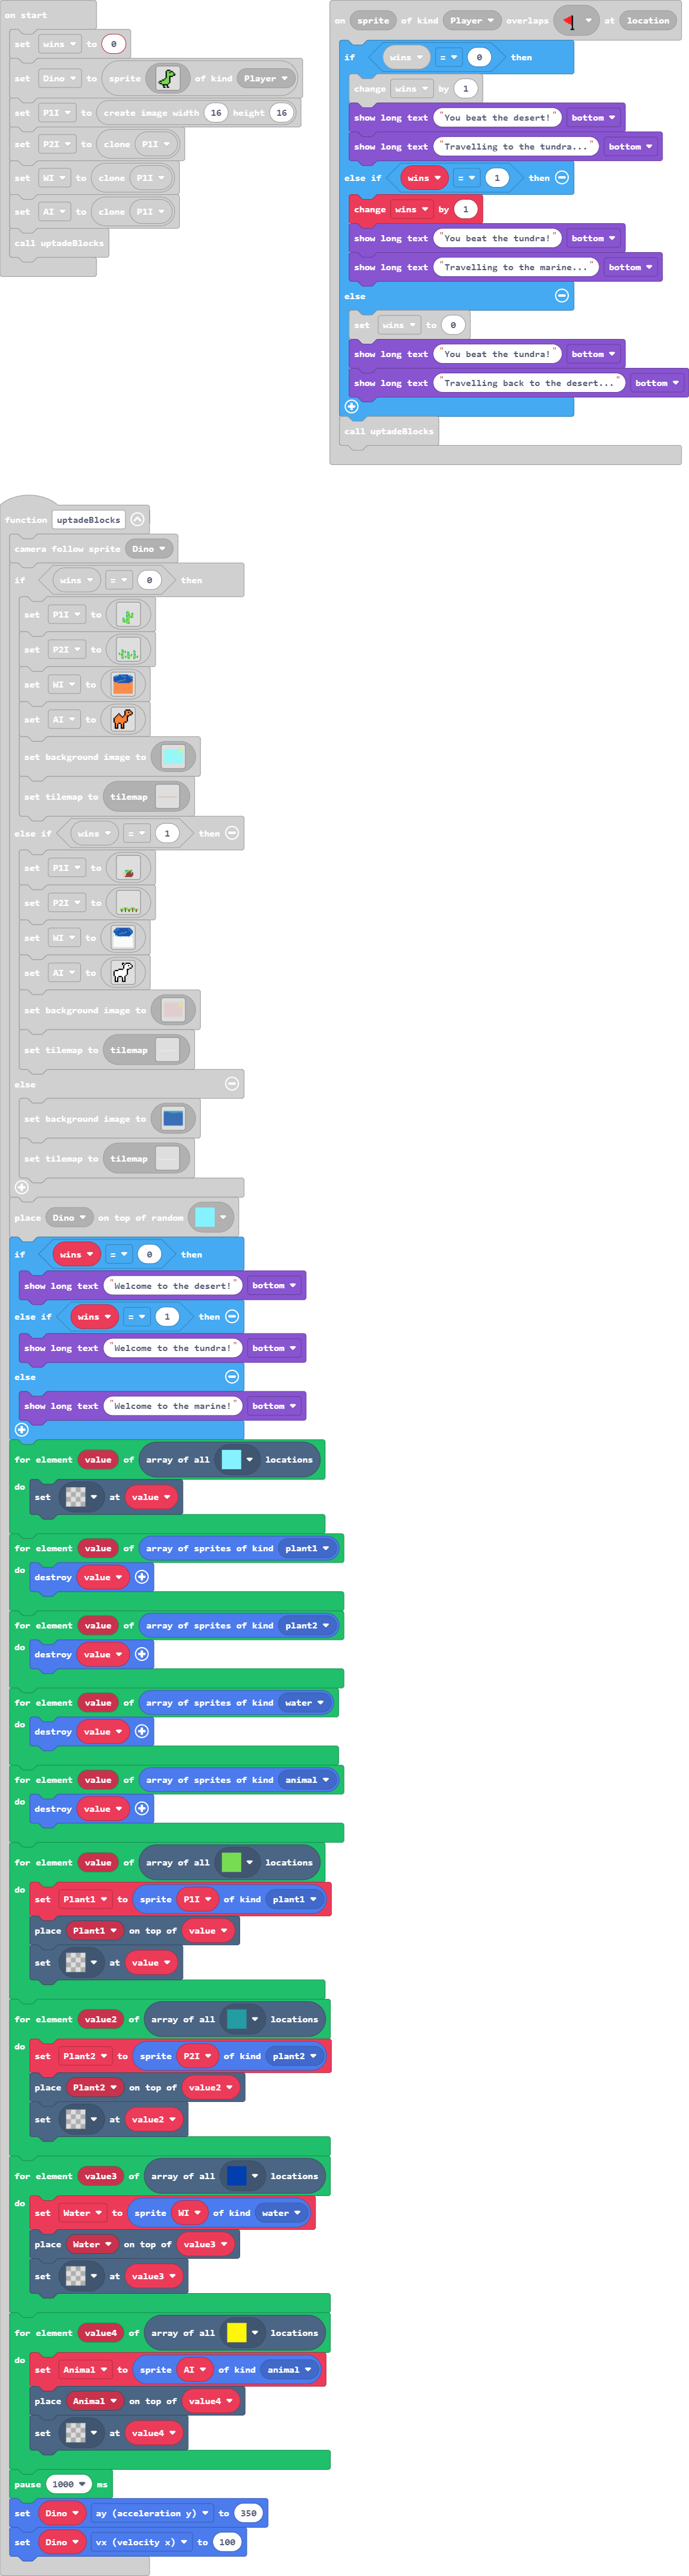 on start
set wins to 0
set Dino to sprite of kind Player
set P1I to create image width 16 height 16
set P2I to clone P1I
set WI to clone P1I
set AI to clone P1I
call uptadeBlocks
on sprite of kind Player overlaps at location
if wins = 0 then
change wins by 1
show long text "You beat the desert!" bottom
show long text "Travelling to the tundra..." bottom
else if wins = 1 then
change wins by 1
show long text "You beat the tundra!" bottom
show long text "Travelling to the marine..." bottom
else
set wins to 0
show long text "You beat the tundra!" bottom
show long text "Travelling back to the desert..." bottom
call uptadeBlocks
function uptadeBlocks
camera follow sprite Dino
if wins = 0 then
set P1I to
set P2I to
set WI to
set AI to
set background image to
set tilemap to tilemap
else if wins = 1 then
set P1I to
set P2I to
set WI to
set AI to
set background image to
set tilemap to tilemap
else
set background image to
set tilemap to tilemap
place Dino on top of random
if wins = 0 then
show long text "Welcome to the desert!" bottom
else if wins = 1 then
show long text "Welcome to the tundra!" bottom
else
show long text "Welcome to the marine!" bottom
for element value of array of all locations
do
set at value
for element value of array of sprites of kind plant1
do
destroy value
for element value of array of sprites of kind plant2
do
destroy value
for element value of array of sprites of kind water
do
destroy value
for element value of array of sprites of kind animal
do
destroy value
for element value of array of all locations
do
set Plant1 to sprite P1I of kind plant1
place Plant1 on top of value
set at value
for element value2 of array of all locations
do
set Plant2 to sprite P2I of kind plant2
place Plant2 on top of value2
set at value2
for element value3 of array of all locations
do
set Water to sprite WI of kind water
place Water on top of value3
set at value3
for element value4 of array of all locations
do
set Animal to sprite AI of kind animal
place Animal on top of value4
set at value4
pause 1000 ms
set Dino ay (acceleration y) to 350
set Dino vx (velocity x) to 100